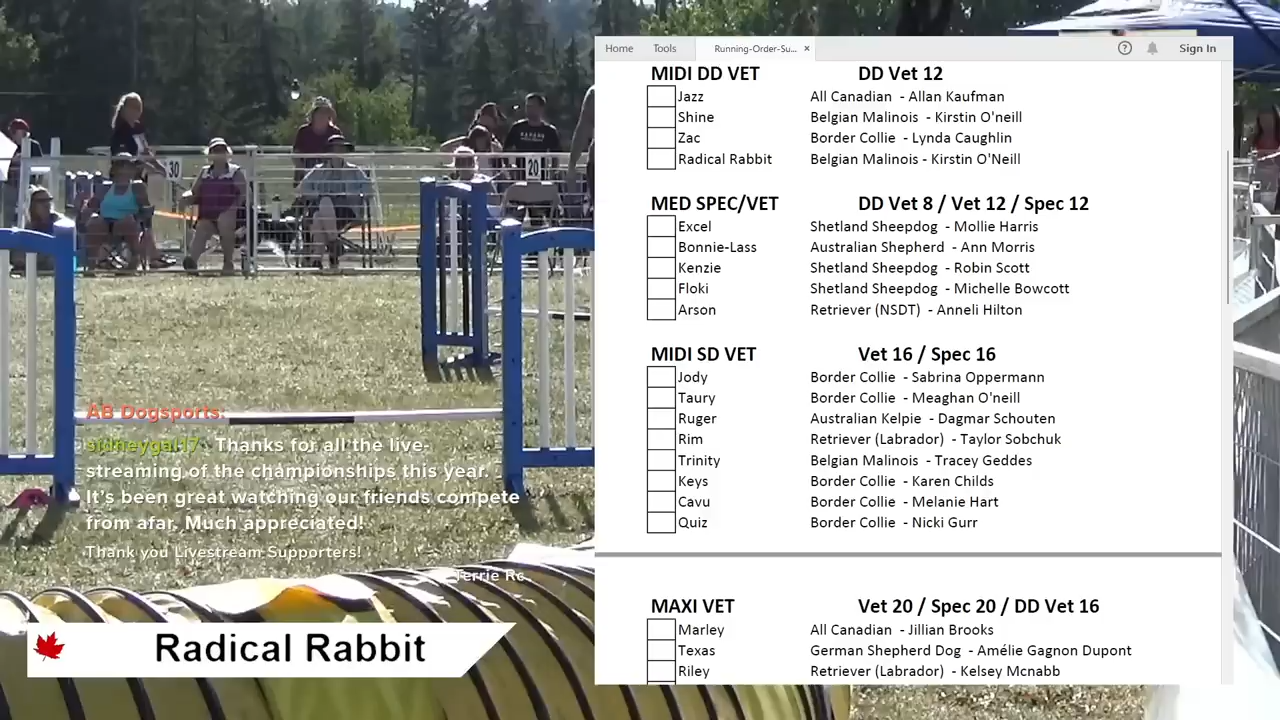 Home Tools Running-Order-Su... × ? Sign In
MIDI DD VET DD Vet 12
Jazz All Canadian - Allan Kaufman
Shine Belgian Malinois - Kirstin O'neill
Zac Border Collie - Lynda Caughlin
Radical Rabbit Belgian Malinois - Kirstin O'Neill
MED SPEC/VET DD Vet 8 / Vet 12 / Spec 12
Excel Shetland Sheepdog - Mollie Harris
Bonnie-Lass Australian Shepherd - Ann Morris
Kenzie Shetland Sheepdog - Robin Scott
Floki Shetland Sheepdog - Michelle Bowcott
Arson Retriever (NSDT) - Anneli Hilton
MIDI SD VET Vet 16 / Spec 16
Jody Border Collie - Sabrina Oppermann
Taury Border Collie - Meaghan O'neill
Ruger Australian Kelpie - Dagmar Schouten
Rim Retriever (Labrador) - Taylor Sobchuk
Trinity Belgian Malinois - Tracey Geddes
Keys Border Collie - Karen Childs
Cavu Border Collie - Melanie Hart
Quiz Border Collie - Nicki Gurr
MAXI VET Vet 20 / Spec 20 / DD Vet 16
Marley All Canadian - Jillian Brooks
Texas German Shepherd Dog - Amélie Gagnon Dupont
Riley Retriever (Labrador) - Kelsey Mcnabb
30
20
AB Dogsports:
sidneygal17: Thanks for all the live-
streaming of the championships this year.
It's been great watching our friends compete
from afar. Much appreciated!
Thank you Livestream Supporters!
Terrie Rc
Radical Rabbit